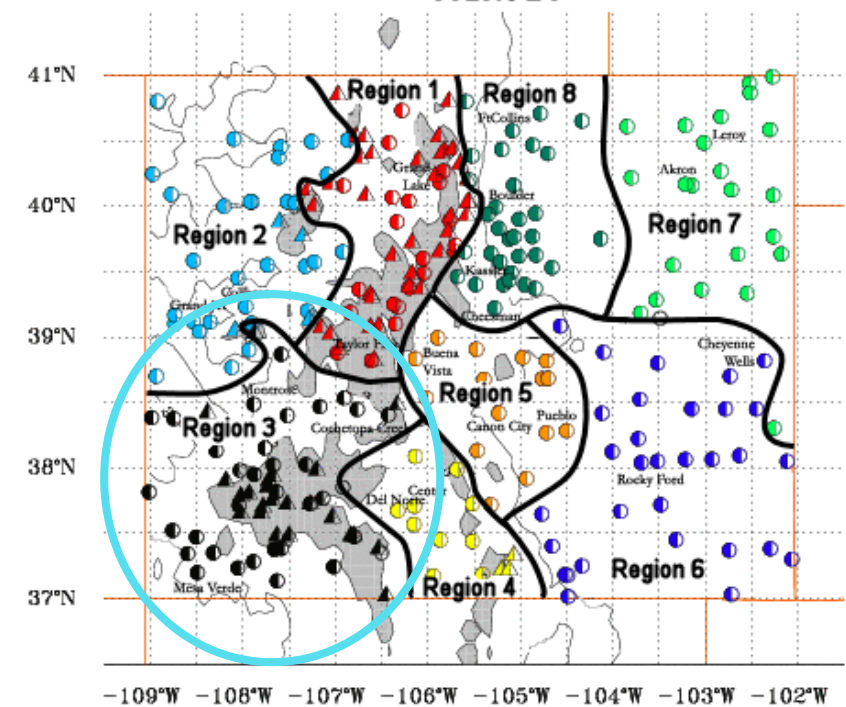 41°N
Region 1
Region 8
FtCollins
Leroy
Grand
Lake
Akron
40°N
Boulder
Region 2
Region 7
Kassler
39°N
Cheesman
Buena
Vista
Cheyenne
Wells
Montrose
Region 5
Region 3
Cochetopa Creek
Canon City
Pueblo
38°N
Rocky Ford
Center
Del Norte
Region 6
Mesa Verde
Region 4
37°N
-109°W -108°W -107°W -106°W -105°W -104°W -103°W -102°W